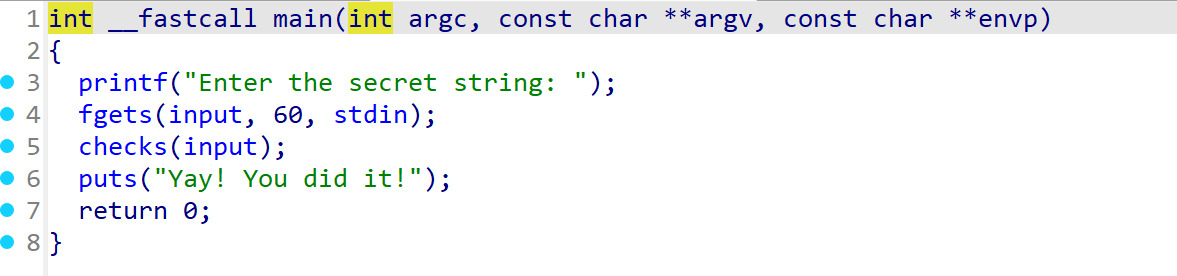 1 int __fastcall main(int argc, const char **argv, const char **envp)
2 {
3   printf("Enter the secret string: ");
4   fgets(input, 60, stdin);
5   checks(input);
6   puts("Yay! You did it!");
7   return 0;
8 }